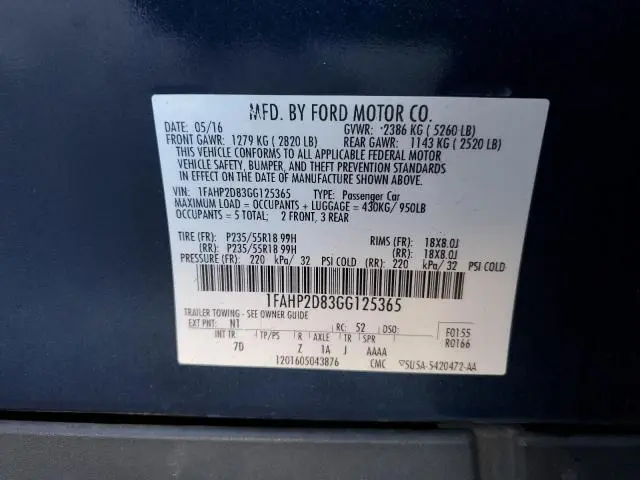 MFD. BY FORD MOTOR CO.
DATE: 05/16 GVWR: 2386 KG ( 5260 LB)
FRONT GAWR: 1279 KG ( 2820 LB) REAR GAWR: 1143 KG ( 2520 LB)
THIS VEHICLE CONFORMS TO ALL APPLICABLE FEDERAL MOTOR
VEHICLE SAFETY, BUMPER, AND THEFT PREVENTION STANDARDS
IN EFFECT ON THE DATE OF MANUFACTURE SHOWN ABOVE.
VIN: 1FAHP2D83GG125365 TYPE: Passenger Car
MAXIMUM LOAD = OCCUPANTS + LUGGAGE = 430KG/ 950LB
OCCUPANTS = 5 TOTAL; 2 FRONT, 3 REAR
TIRE (FR): P235/55R18 99H RIMS (FR): 18X8.0J
(RR): P235/55R18 99H (RR): 18X8.0J
PRESSURE (FR): 220 kPa/ 32 PSI COLD (RR): 220 kPa/ 32 PSI COLD
1FAHP2D83GG125365
TRAILER TOWING - SEE OWNER GUIDE
EXT PNT: N1 RC: 52 DSO: F0155
INT TR TP/PS R AXLE TR SPR R0166
7D Z 1A J AAAA
1201605043876 CMC 5U5A-5420472-AA